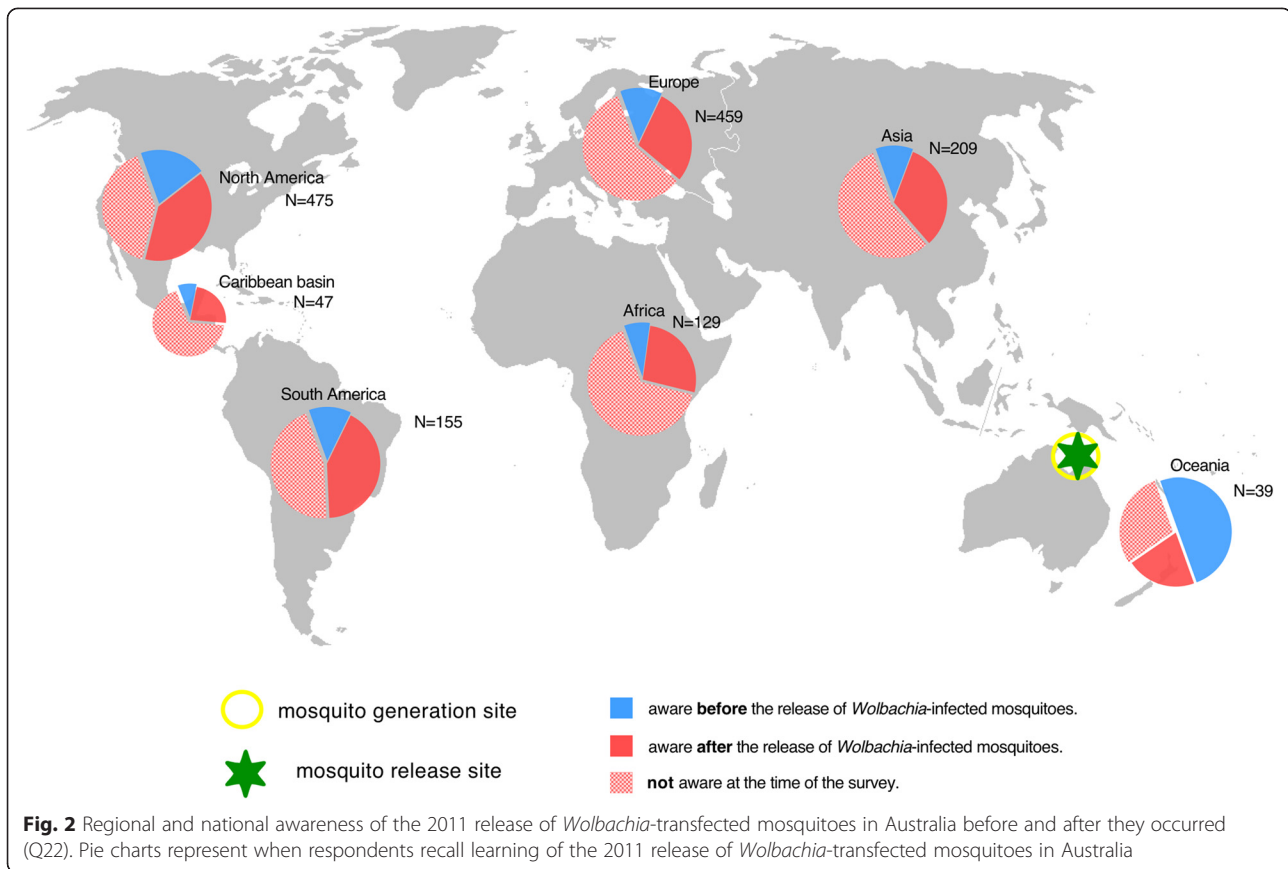 Europe
N=459
Asia
N=209
North America
N=475
Caribbean basin
N=47
Africa
N=129
South America
N=155
Oceania
N=39
mosquito generation site
mosquito release site
aware before the release of Wolbachia-infected mosquitoes.
aware after the release of Wolbachia-infected mosquitoes.
not aware at the time of the survey.
Fig. 2 Regional and national awareness of the 2011 release of Wolbachia-transfected mosquitoes in Australia before and after they occurred
(Q22). Pie charts represent when respondents recall learning of the 2011 release of Wolbachia-transfected mosquitoes in Australia